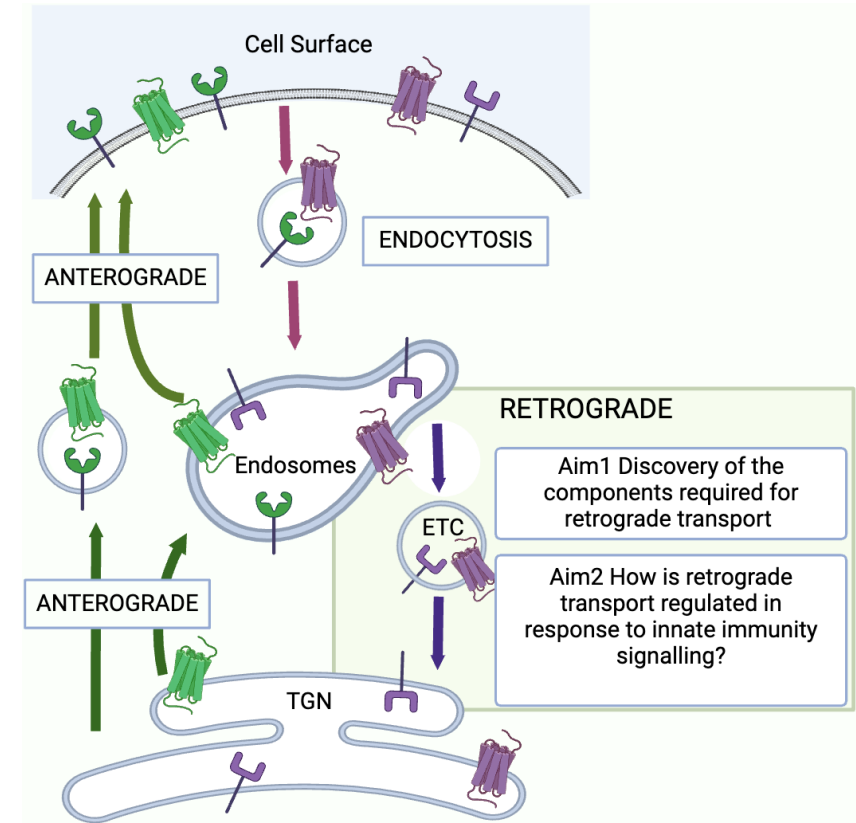 Cell Surface
ENDOCYTOSIS
ANTEROGRADE
RETROGRADE
Endosomes
Aim1 Discovery of the
components required for
retrograde transport
ETC
Aim2 How is retrograde
transport regulated in
response to innate immunity
signalling?
ANTEROGRADE
TGN